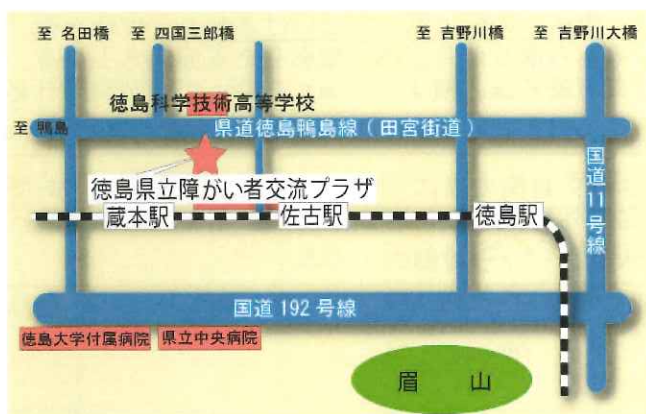 至 名田橋
至 四国三郎橋
至 吉野川橋
至 吉野川大橋
徳島科学技術高等学校
至 鴨島
県道徳島鴨島線(田宮街道)
徳島県立障がい者交流プラザ
蔵本駅
佐古駅
徳島駅
国道11号線
国道192号線
徳島大学付属病院
県立中央病院
眉 山